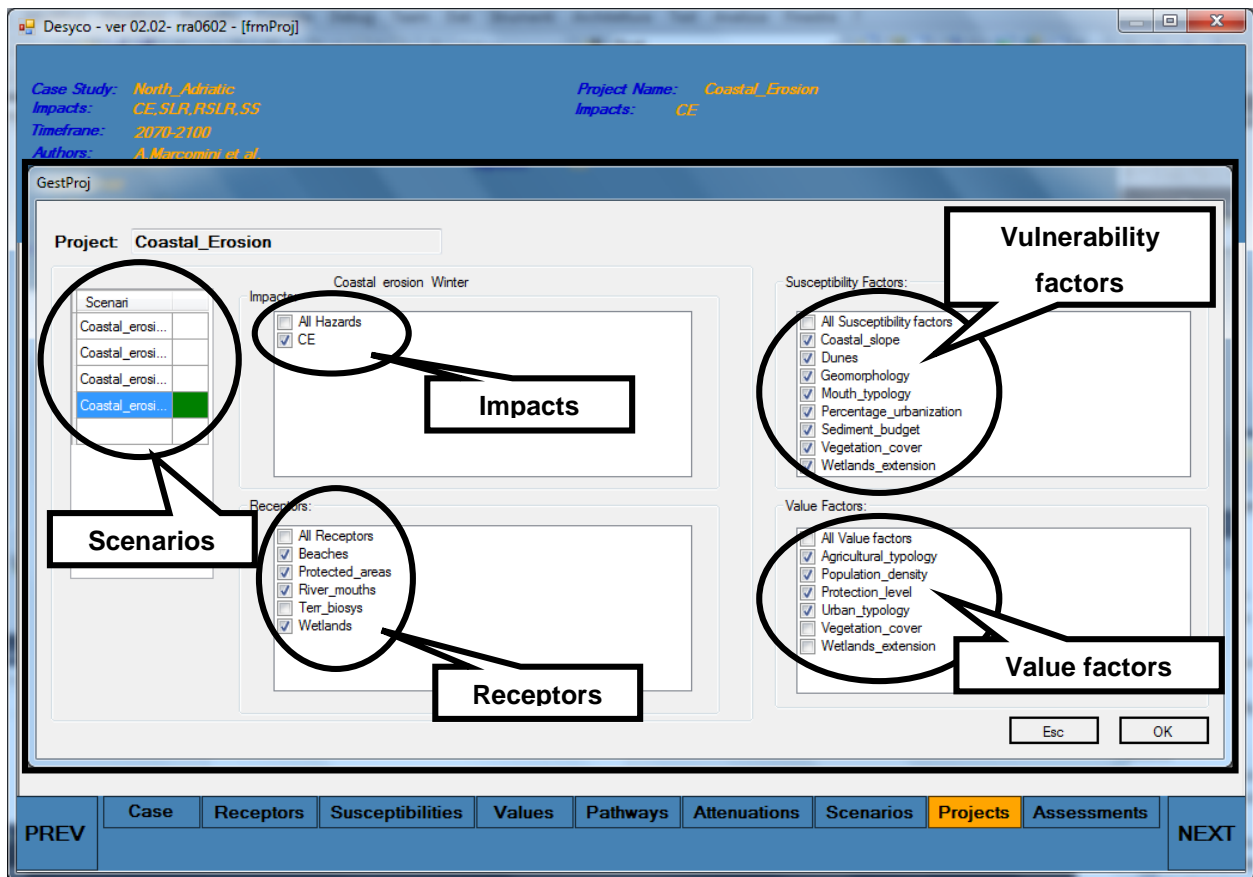 Desyco - ver 02.02- rra0602 - [frmProj]
Case Study: North_Adriatic
Project Name: Coastal_Erosion
Impacts: CE,SLR,RSLR,SS
Impacts: CE
Timefrane: 2070-2100
Authors: A.Marcomini et al.
GestProj
Project: Coastal_Erosion
Vulnerability
factors
Scenari
Coastal_erosi...
Coastal_erosi...
Coastal_erosi...
Coastal_erosi...
Scenarios
Coastal erosion Winter
Impacts:
All Hazards
CE
Impacts
Susceptibility Factors:
All Susceptibility factors
Coastal_slope
Dunes
Geomorphology
Mouth_typology
Percentage_urbanization
Sediment_budget
Vegetation_cover
Wetlands_extension
Receptors:
All Receptors
Beaches
Protected_areas
River_mouths
Terr_biosys
Wetlands
Receptors
Value Factors:
All Value factors
Agricultural_typology
Population_density
Protection_level
Urban_typology
Vegetation_cover
Wetlands_extension
Value factors
Esc
OK
PREV
Case
Receptors
Susceptibilities
Values
Pathways
Attenuations
Scenarios
Projects
Assessments
NEXT